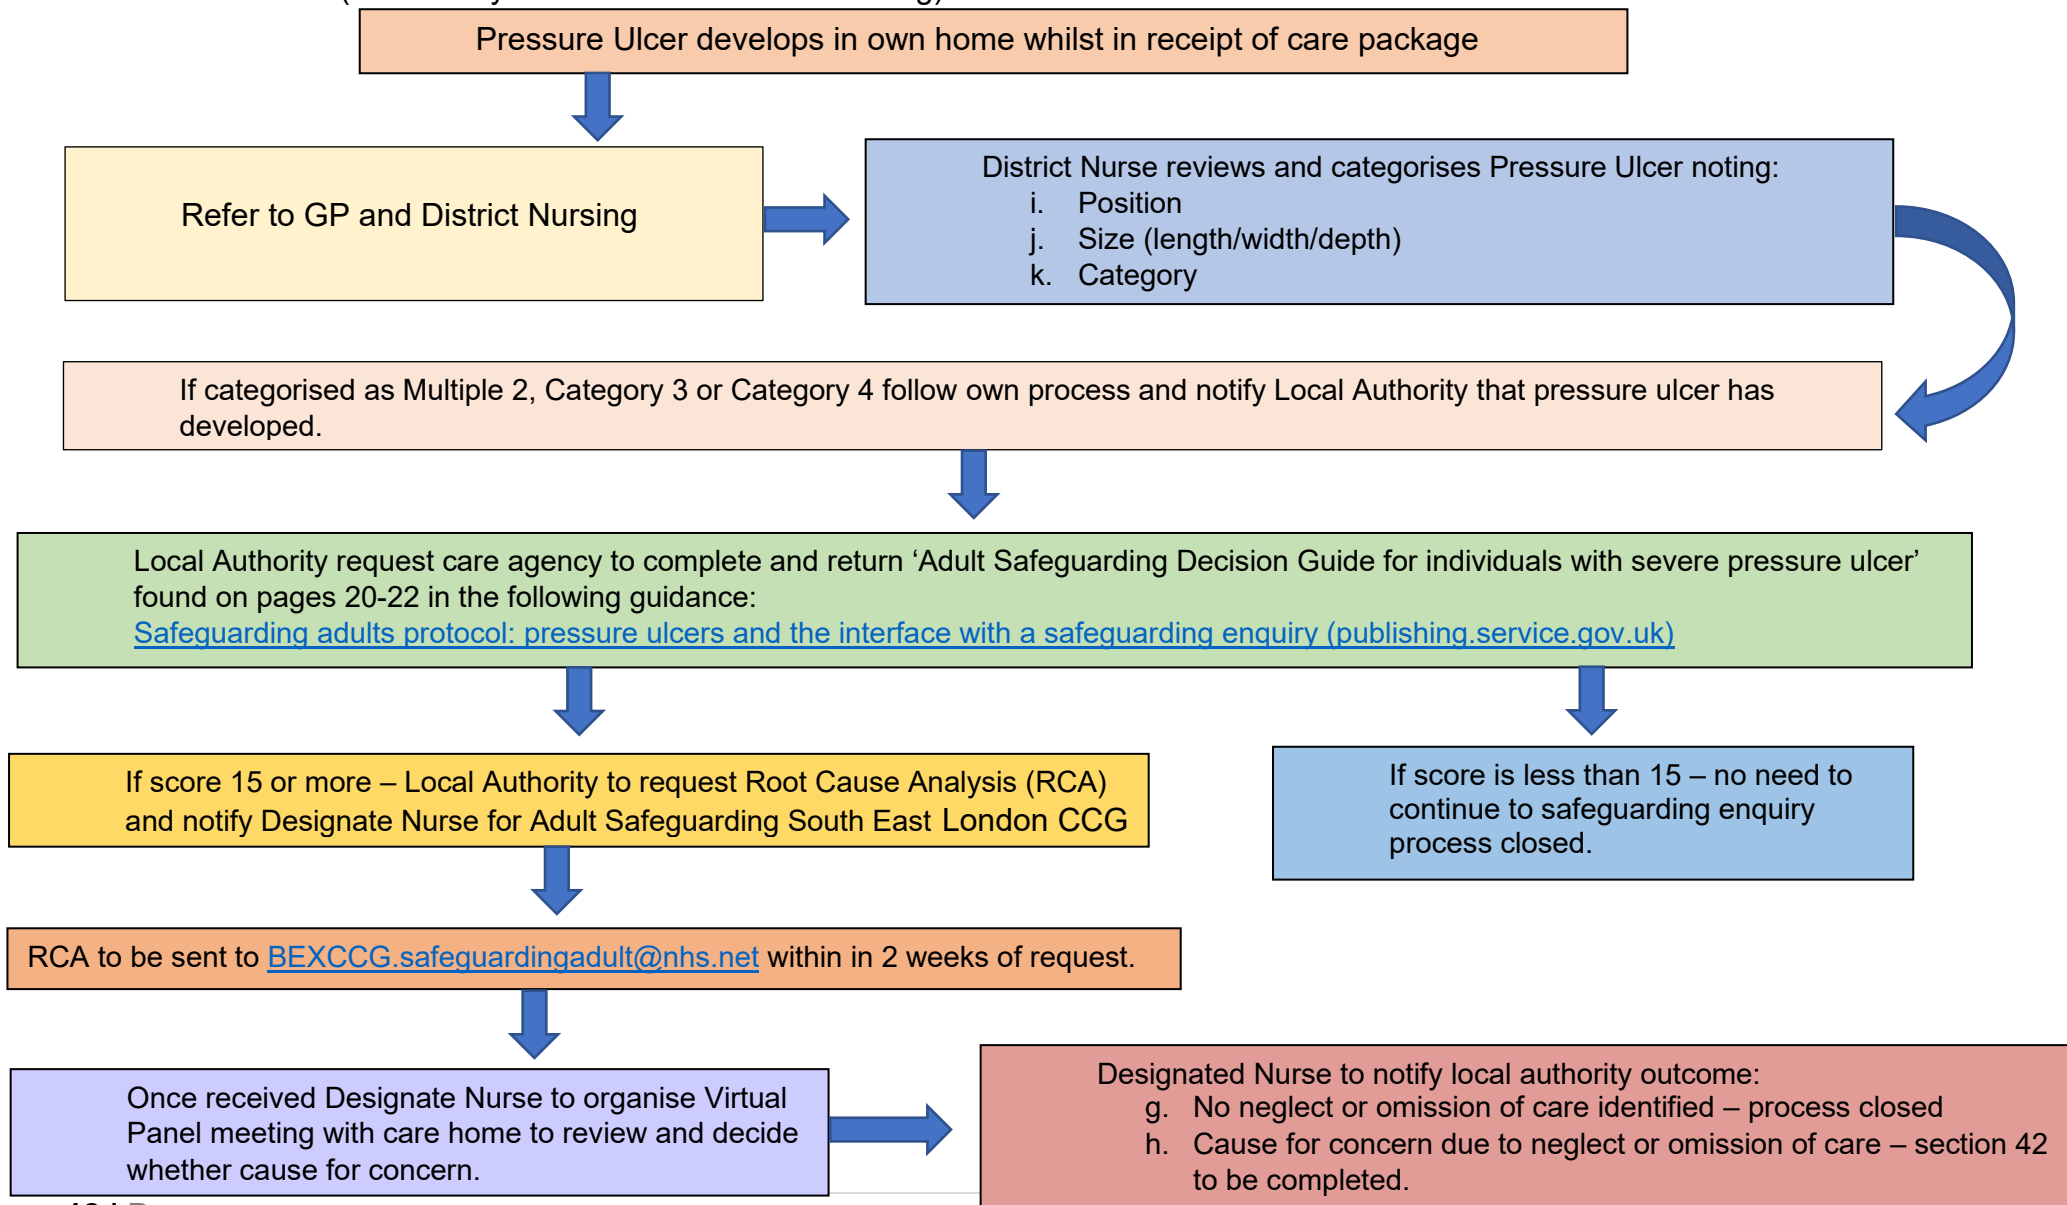 Pressure Ulcer develops in own home whilst in receipt of care package
Refer to GP and District Nursing
District Nurse reviews and categorises Pressure Ulcer noting:
i. Position
j. Size (length/width/depth)
k. Category
If categorised as Multiple 2, Category 3 or Category 4 follow own process and notify Local Authority that pressure ulcer has
developed.
Local Authority request care agency to complete and return ‘Adult Safeguarding Decision Guide for individuals with severe pressure ulcer’
found on pages 20-22 in the following guidance:
Safeguarding adults protocol: pressure ulcers and the interface with a safeguarding enquiry (publishing.service.gov.uk)
If score 15 or more – Local Authority to request Root Cause Analysis (RCA)
and notify Designate Nurse for Adult Safeguarding South East London CCG
If score is less than 15 – no need to
continue to safeguarding enquiry
process closed.
RCA to be sent to BEXCCG.safeguardingadult@nhs.net within in 2 weeks of request.
Once received Designate Nurse to organise Virtual
Panel meeting with care home to review and decide
whether cause for concern.
Designated Nurse to notify local authority outcome:
g. No neglect or omission of care identified – process closed
h. Cause for concern due to neglect or omission of care – section 42
to be completed.